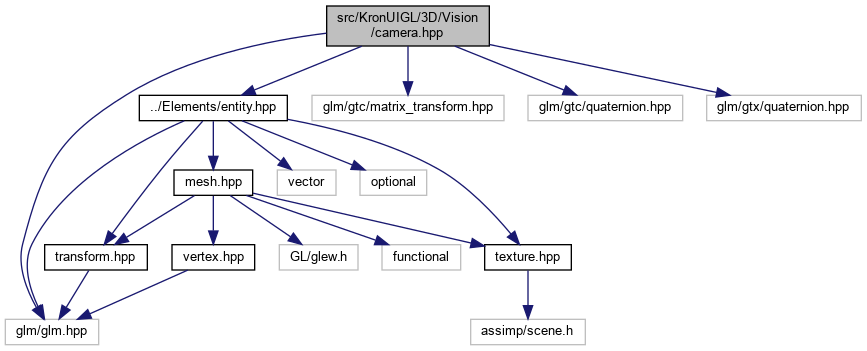 src/KronUIGL/3D/Vision
/camera.hpp
../Elements/entity.hpp
glm/gtc/matrix_transform.hpp
glm/gtc/quaternion.hpp
glm/gtx/quaternion.hpp
mesh.hpp
vector
optional
transform.hpp
vertex.hpp
GL/glew.h
functional
texture.hpp
glm/glm.hpp
assimp/scene.h